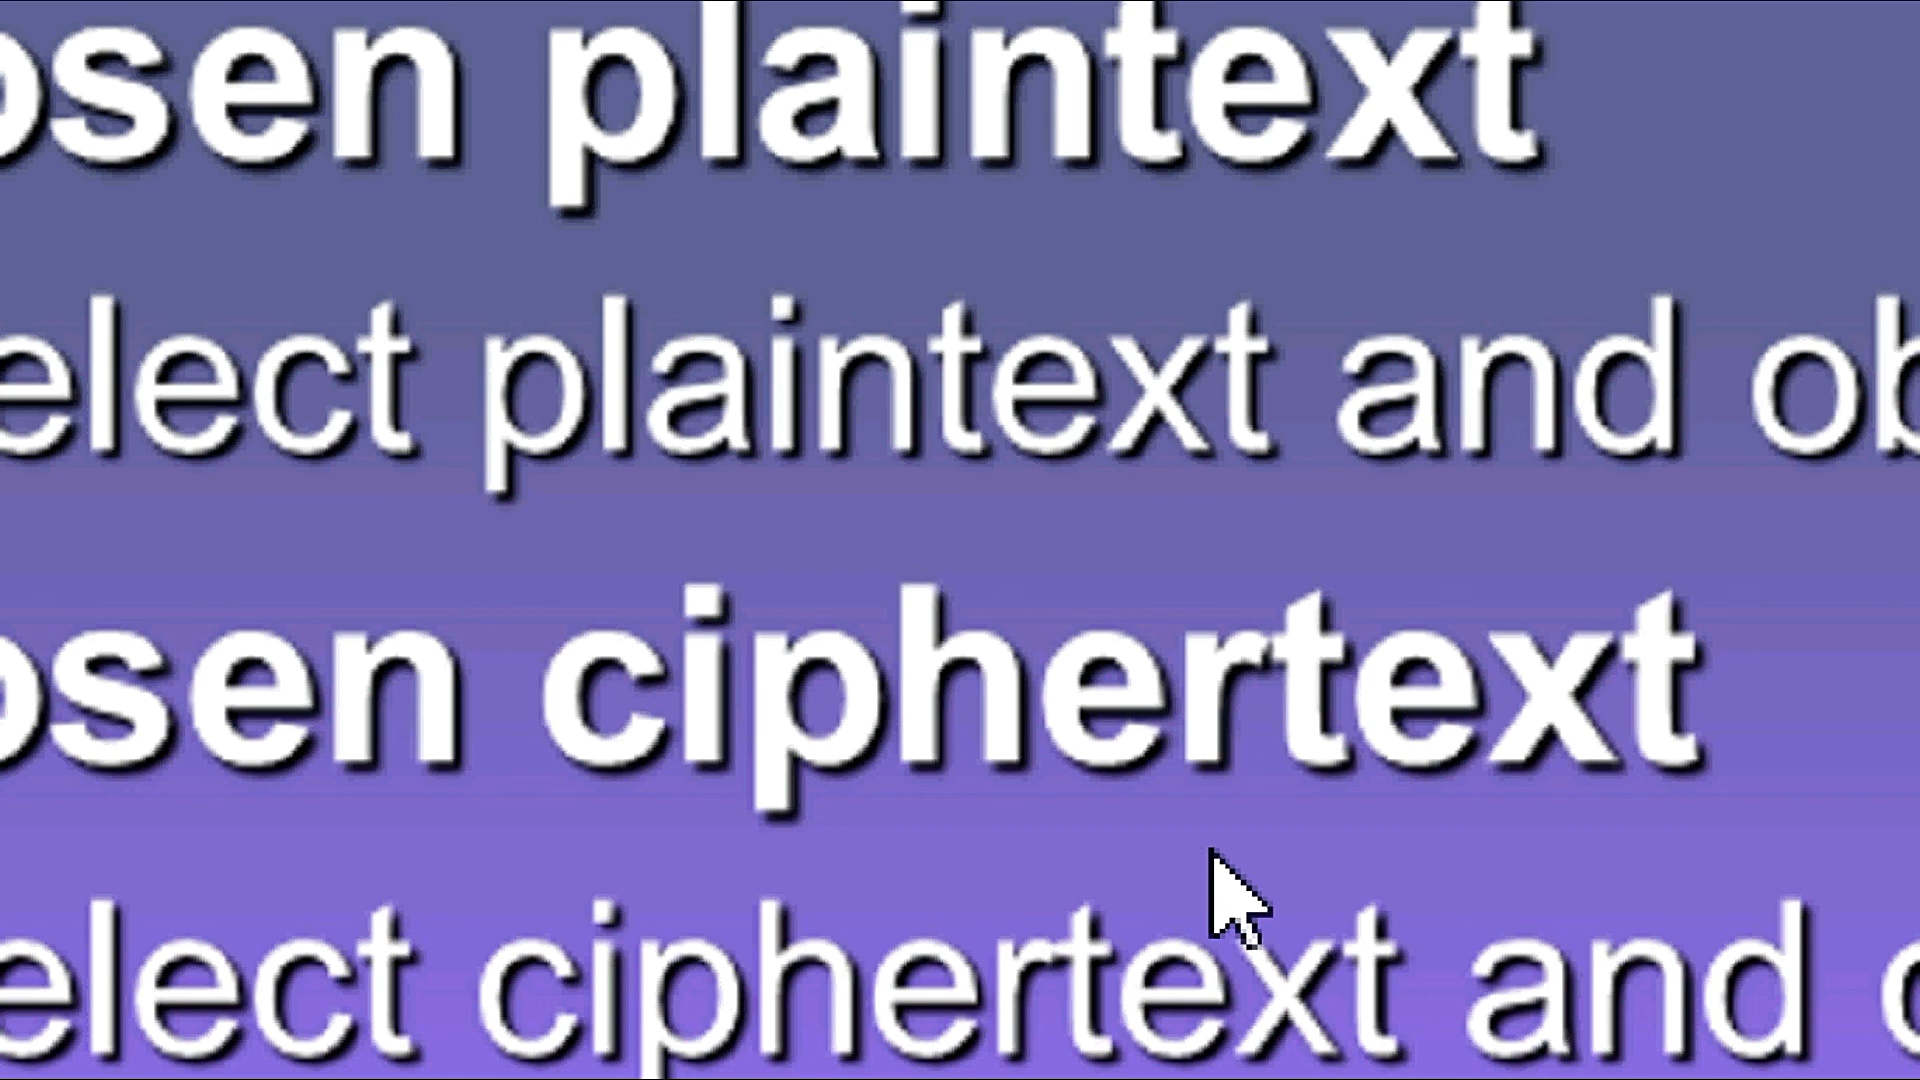 osen plaintext
elect plaintext and ob
osen ciphertext
elect ciphertext and